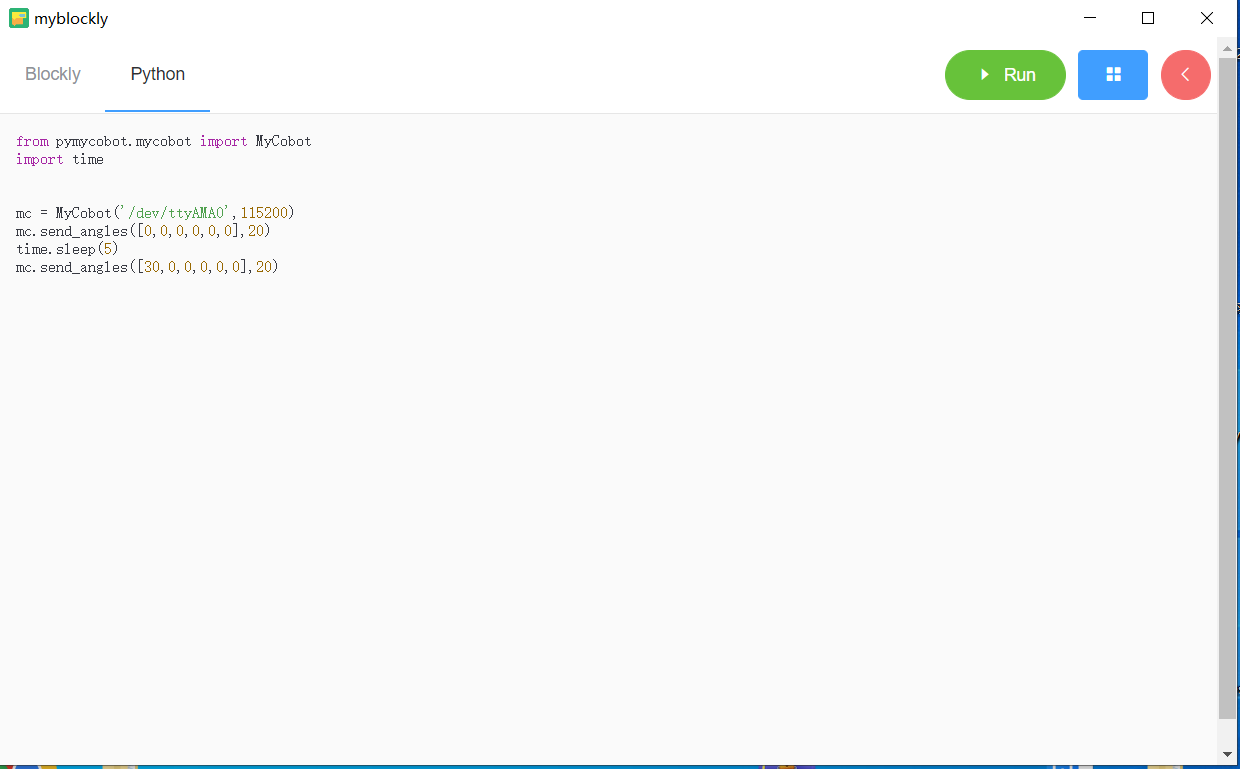 myblockly
Blockly
Python
Run
from pymycobot.mycobot import MyCobot
import time
mc = MyCobot('/dev/ttyAMA0',115200)
mc.send_angles([0,0,0,0,0,0],20)
time.sleep(5)
mc.send_angles([30,0,0,0,0,0],20)